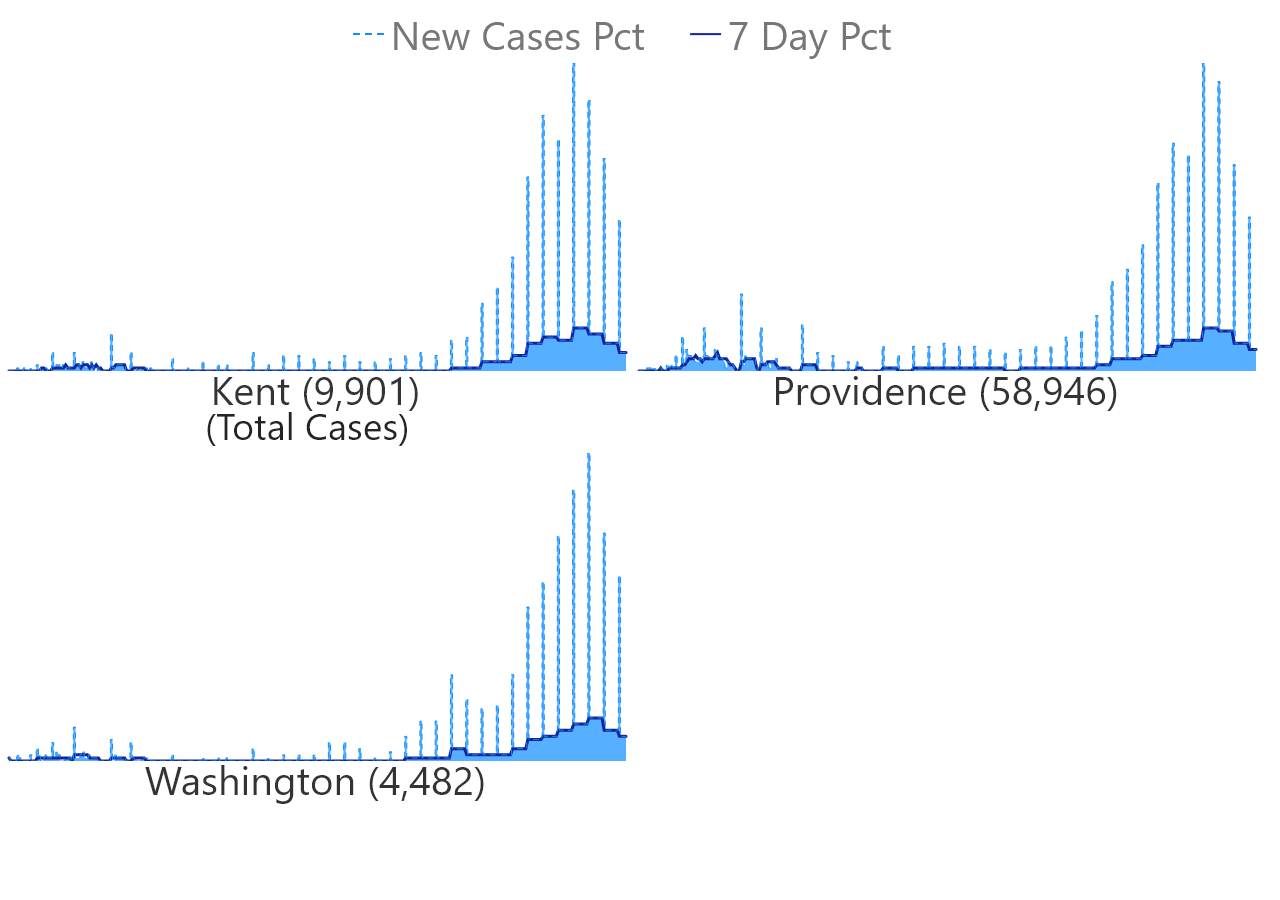 New Cases Pct 7 Day Pct
Kent (9,901)
(Total Cases)
Providence (58,946)
Washington (4,482)